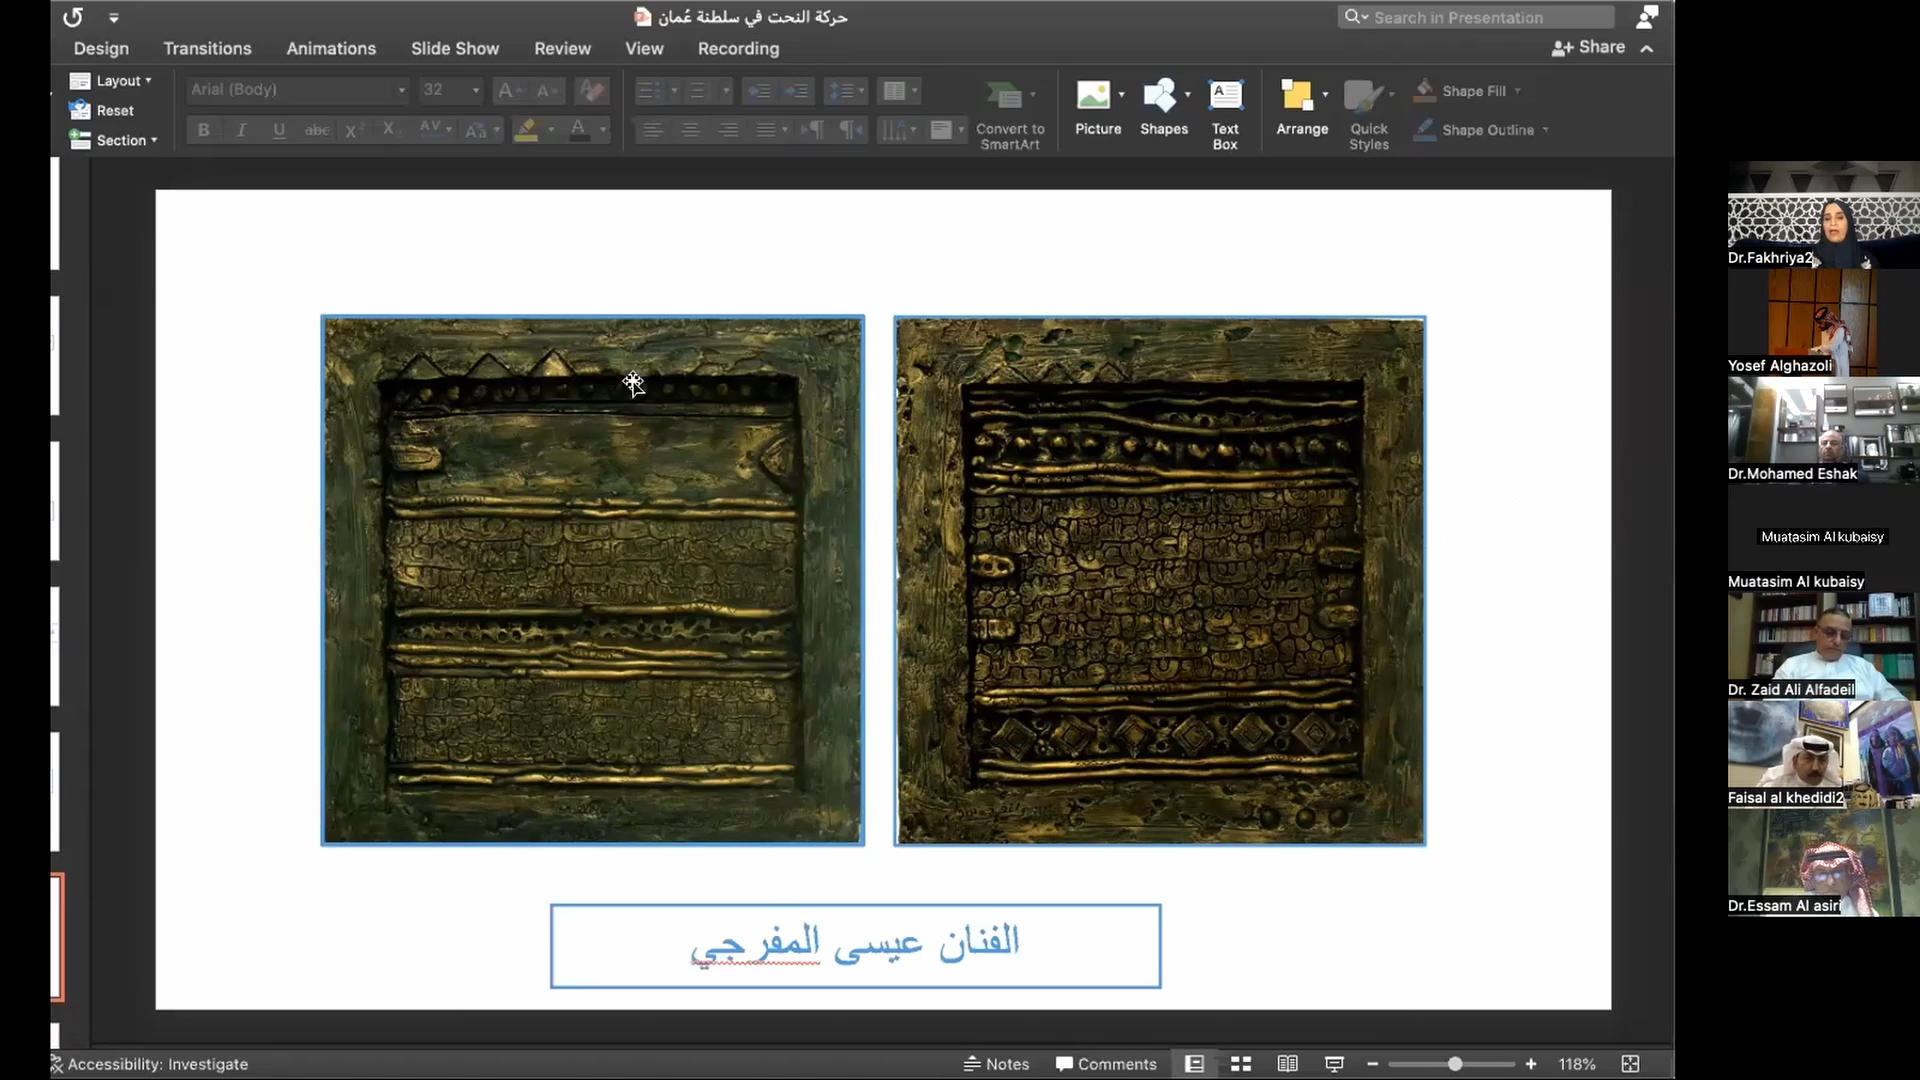 حركة النحت في سلطنة عُمان
Search in Presentation
Design
Transitions
Animations
Slide Show
Review
View
Recording
Share
Layout
Reset
Section
Arial (Body)
32
Convert to
SmartArt
Picture
Shapes
Text
Box
Arrange
Quick
Styles
Shape Fill
Shape Outline
الفنان عيسى المفرجي
Accessibility: Investigate
Notes
Comments
118%
Dr.Fakhriya2
Yosef Alghazoli
Dr.Mohamed Eshak
Muatasim Al kubaisy
Muatasim Al kubaisy
Dr. Zaid Ali Alfadeil
Faisal al khedidi2
Dr.Essam Al asiri